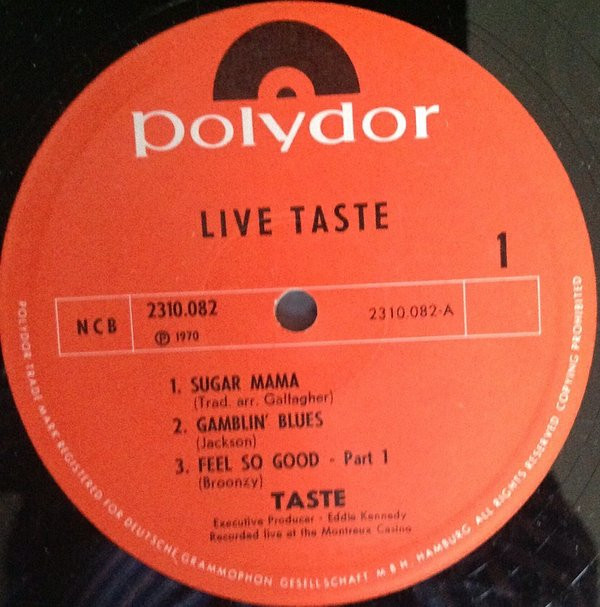 polydor
LIVE TASTE
1
NCB
2310.082
Ⓟ 1970
2310.082-A
1. SUGAR MAMA
(Trad. arr. Gallagher)
2. GAMBLIN' BLUES
(Jackson)
3. FEEL SO GOOD - Part 1
(Broonzy)
TASTE
Executive Producer - Eddie Kennedy
Recorded live at the Montreux Casino
POLYDOR TRADE MARK REGISTERED FOR DEUTSCHE GRAMMOPHON GESELLSCHAFT M B H HAMBURG ALL RIGHTS RESERVED COPYING PROHIBITED